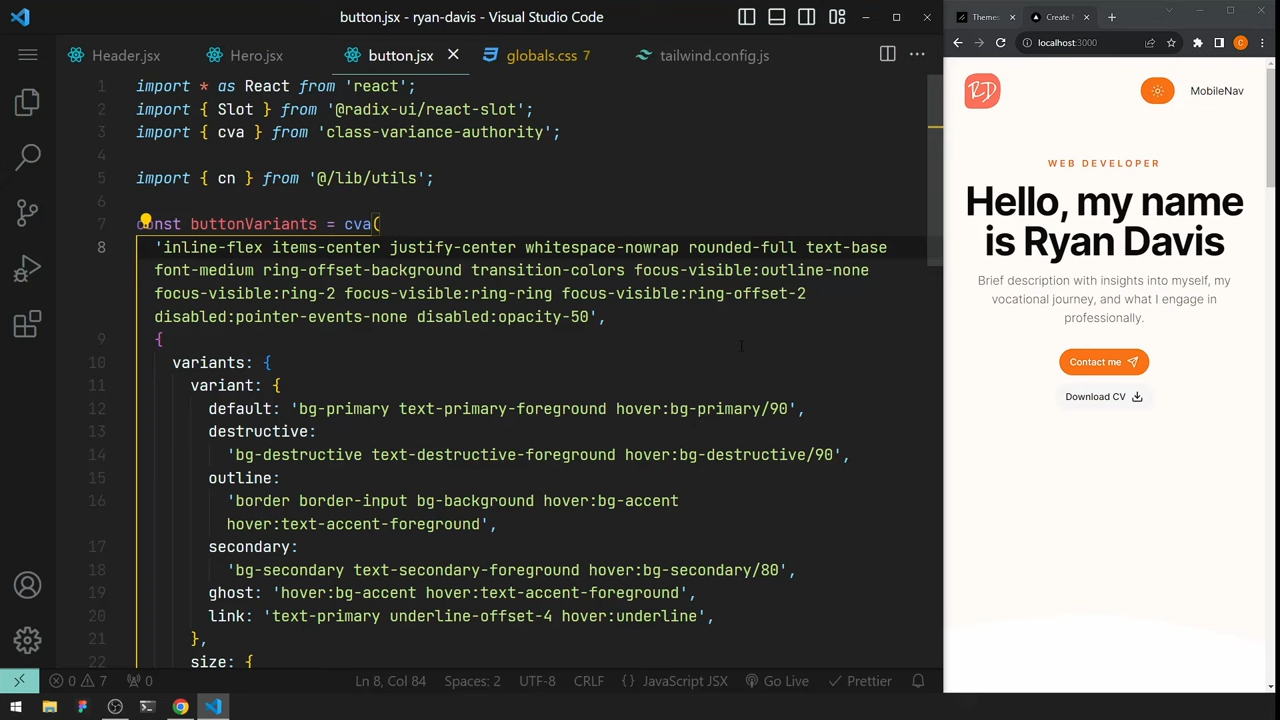 button.jsx - ryan-davis - Visual Studio Code
Header.jsx
Hero.jsx
button.jsx
globals.css 7
tailwind.config.js
1 import * as React from 'react';
2 import { Slot } from '@radix-ui/react-slot';
3 import { cva } from 'class-variance-authority';
4
5 import { cn } from '@/lib/utils';
6
7 const buttonVariants = cva(
8 'inline-flex items-center justify-center whitespace-nowrap rounded-full text-base
font-medium ring-offset-background transition-colors focus-visible:outline-none
focus-visible:ring-2 focus-visible:ring-ring focus-visible:ring-offset-2
disabled:pointer-events-none disabled:opacity-50',
9 {
10 variants: {
11 variant: {
12 default: 'bg-primary text-primary-foreground hover:bg-primary/90',
13 destructive:
14 'bg-destructive text-destructive-foreground hover:bg-destructive/90',
15 outline:
16 'border border-input bg-background hover:bg-accent
hover:text-accent-foreground',
17 secondary:
18 'bg-secondary text-secondary-foreground hover:bg-secondary/80',
19 ghost: 'hover:bg-accent hover:text-accent-foreground',
20 link: 'text-primary underline-offset-4 hover:underline',
21 },
22 size: {
0 7 0 Ln 8, Col 84 Spaces: 2 UTF-8 CRLF {} JavaScript JSX Go Live Prettier
Themes
Create
localhost:3000
C
RD
MobileNav
WEB DEVELOPER
Hello, my name
is Ryan Davis
Brief description with insights into myself, my
vocational journey, and what I engage in
professionally.
Contact me
Download CV